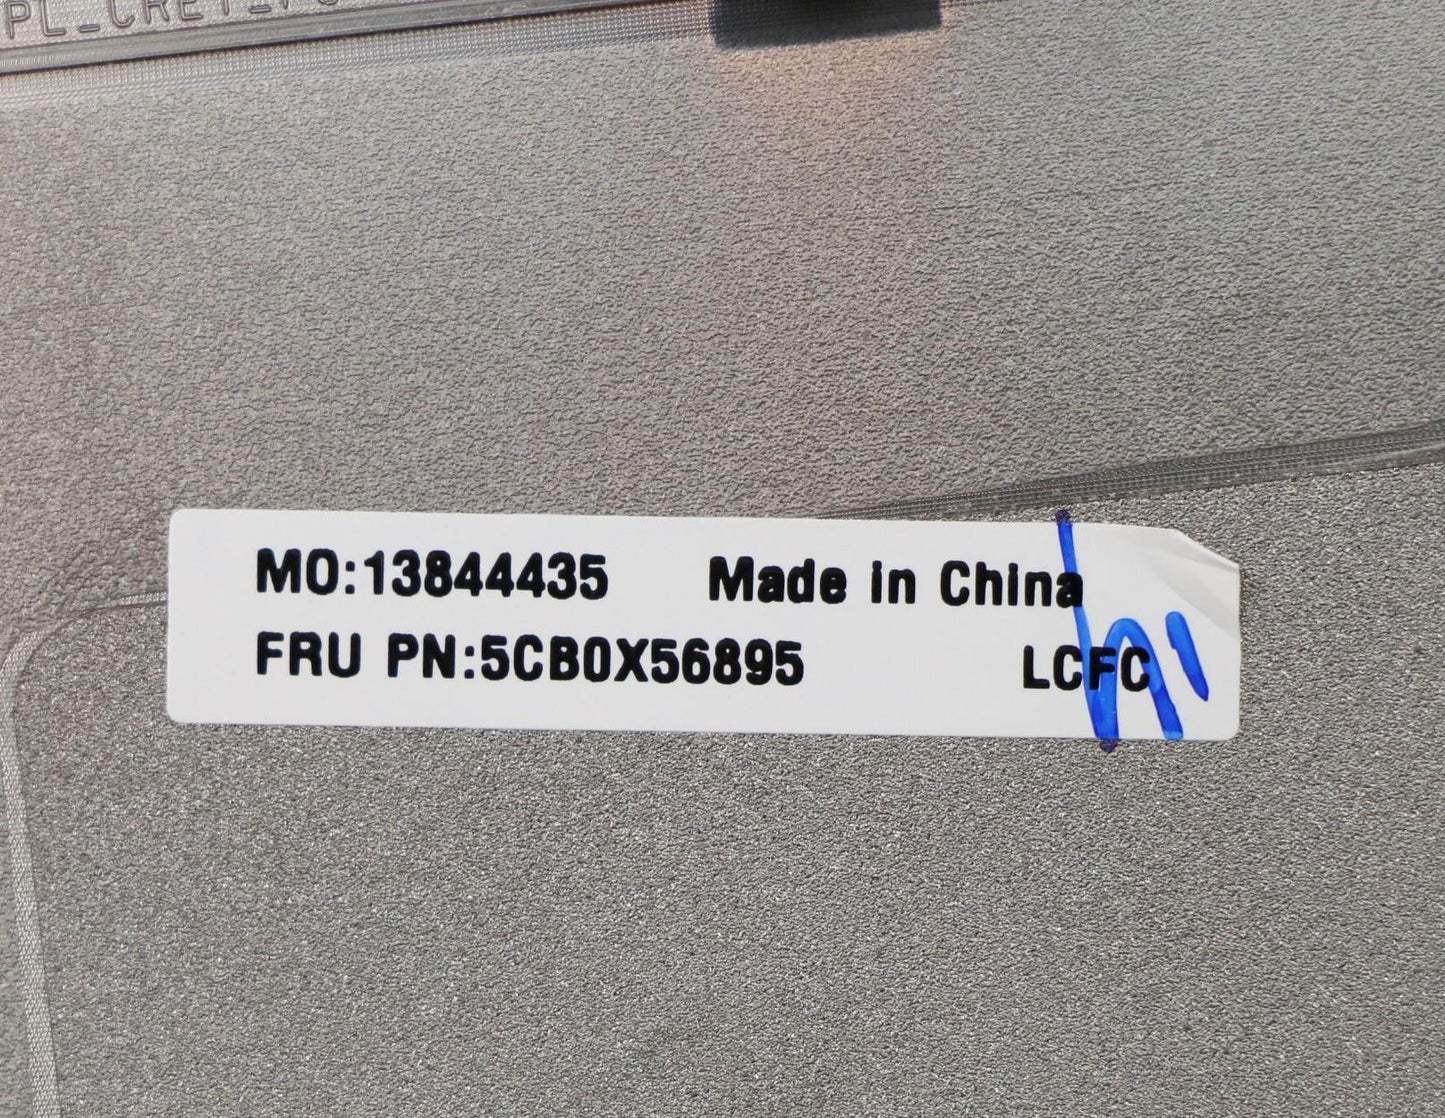 MO:13844435 Made in China
FRU PN:5CB0X56895 LCFC